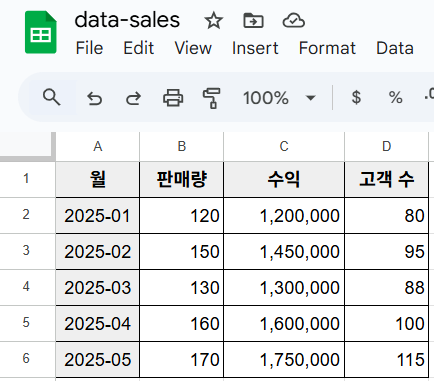 data-sales
File Edit View Insert Format Data
100% $ % .0
A B C D
1 월 판매량 수익 고객 수
2 2025-01 120 1,200,000 80
3 2025-02 150 1,450,000 95
4 2025-03 130 1,300,000 88
5 2025-04 160 1,600,000 100
6 2025-05 170 1,750,000 115